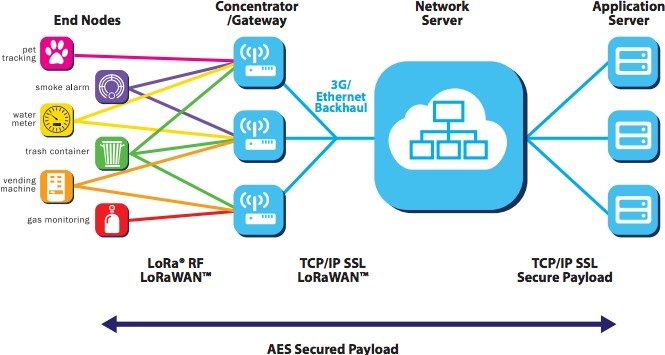 End Nodes
Concentrator
/Gateway
Network
Server
Application
Server
pet
tracking
smoke alarm
water
meter
trash container
vending
machine
gas monitoring
3G/
Ethernet
Backhaul
LoRa® RF
LoRaWAN™
TCP/IP SSL
LoRaWAN™
TCP/IP SSL
Secure Payload
AES Secured Payload